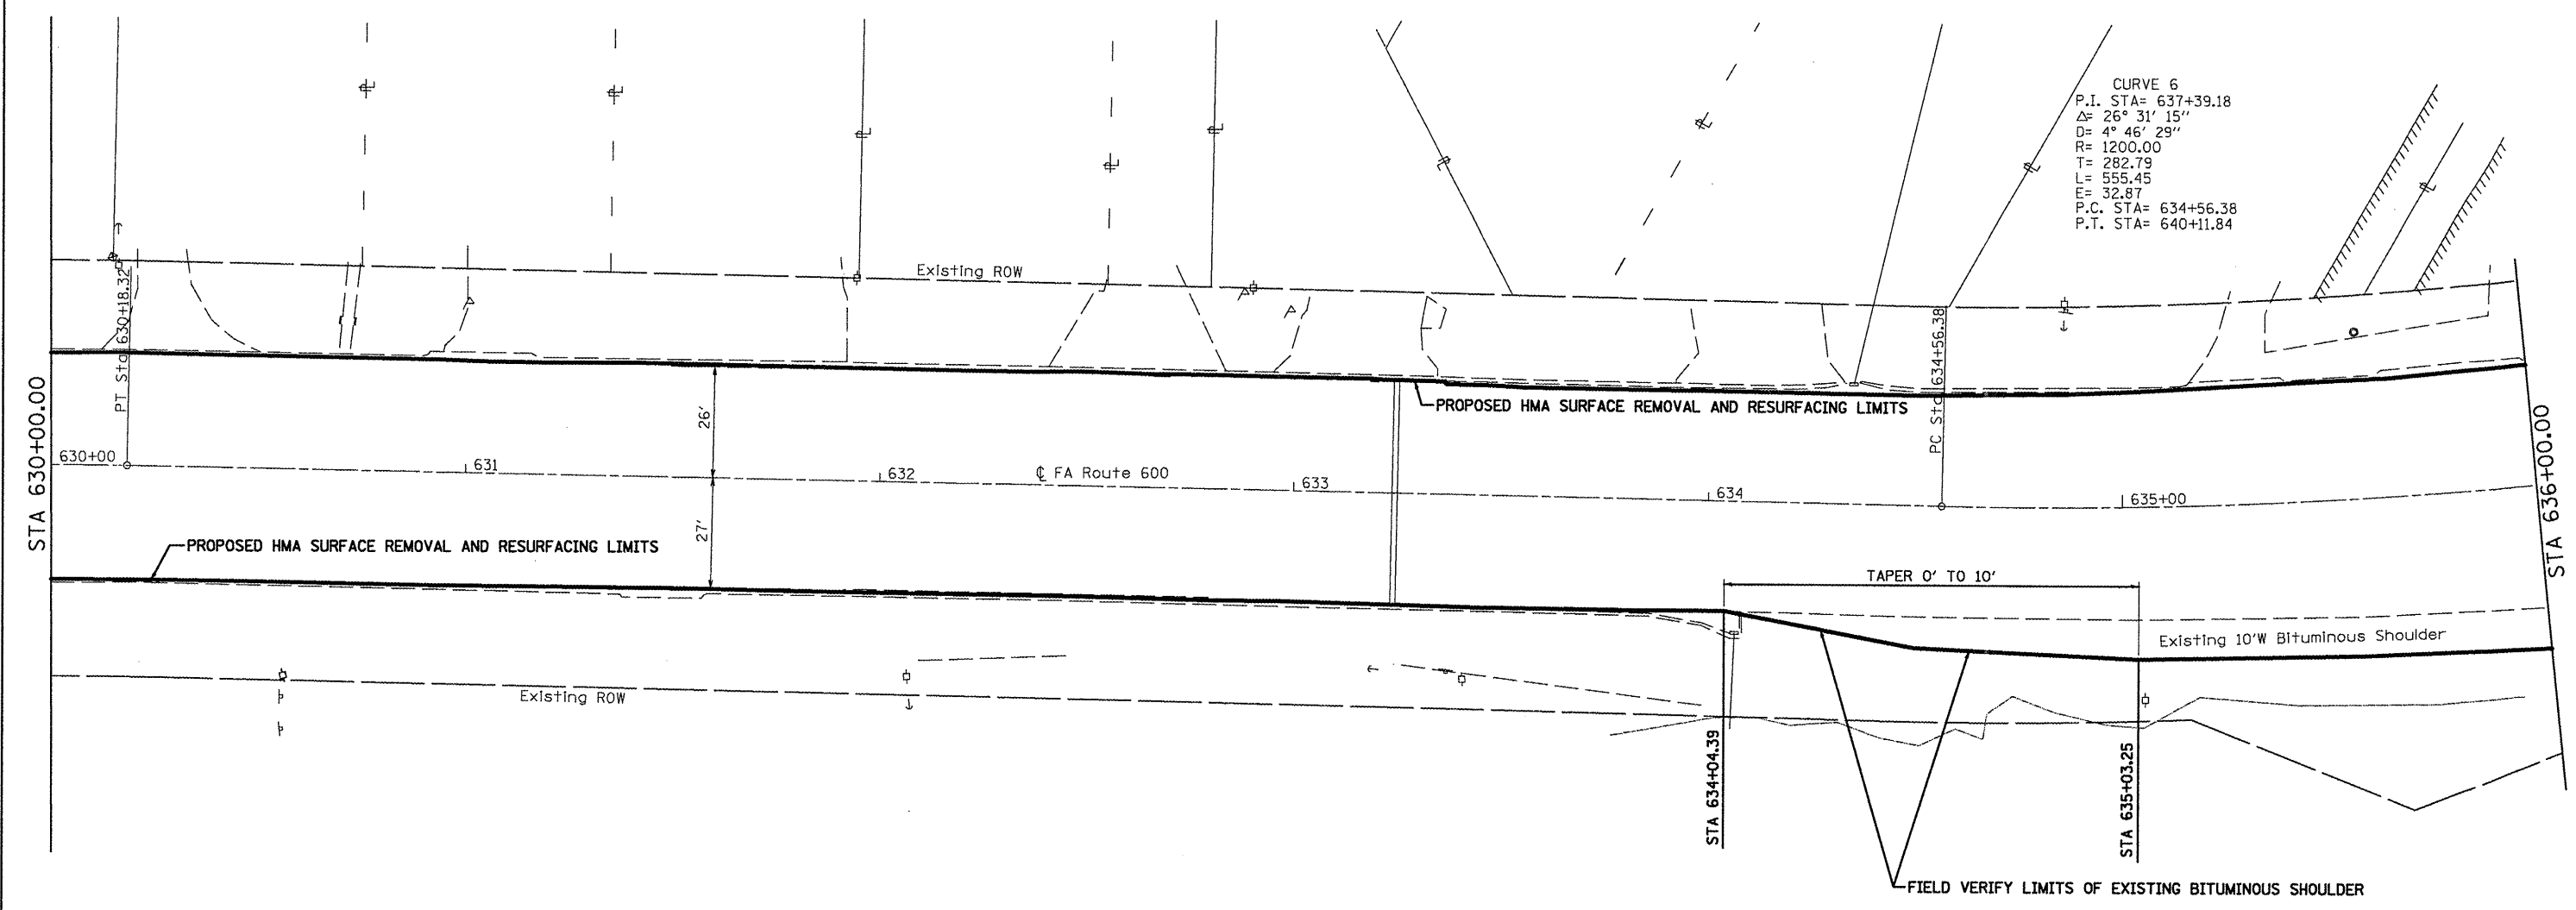 CURVE 6
P.I. STA= 637+39.18
Δ= 26° 31' 15"
D= 4° 46' 29"
R= 1200.00
T= 282.79
L= 555.45
E= 32.87
P.C. STA= 634+56.38
P.T. STA= 640+11.84
Existing ROW
PT Sta 630+18.32
PC Sta 634+56.38
STA 630+00.00
STA 636+00.00
PROPOSED HMA SURFACE REMOVAL AND RESURFACING LIMITS
26'
630+00
631
632
℄ FA Route 600
633
634
635+00
27'
PROPOSED HMA SURFACE REMOVAL AND RESURFACING LIMITS
TAPER 0' TO 10'
Existing 10'W Bituminous Shoulder
Existing ROW
STA 634+04.39
STA 635+03.25
FIELD VERIFY LIMITS OF EXISTING BITUMINOUS SHOULDER